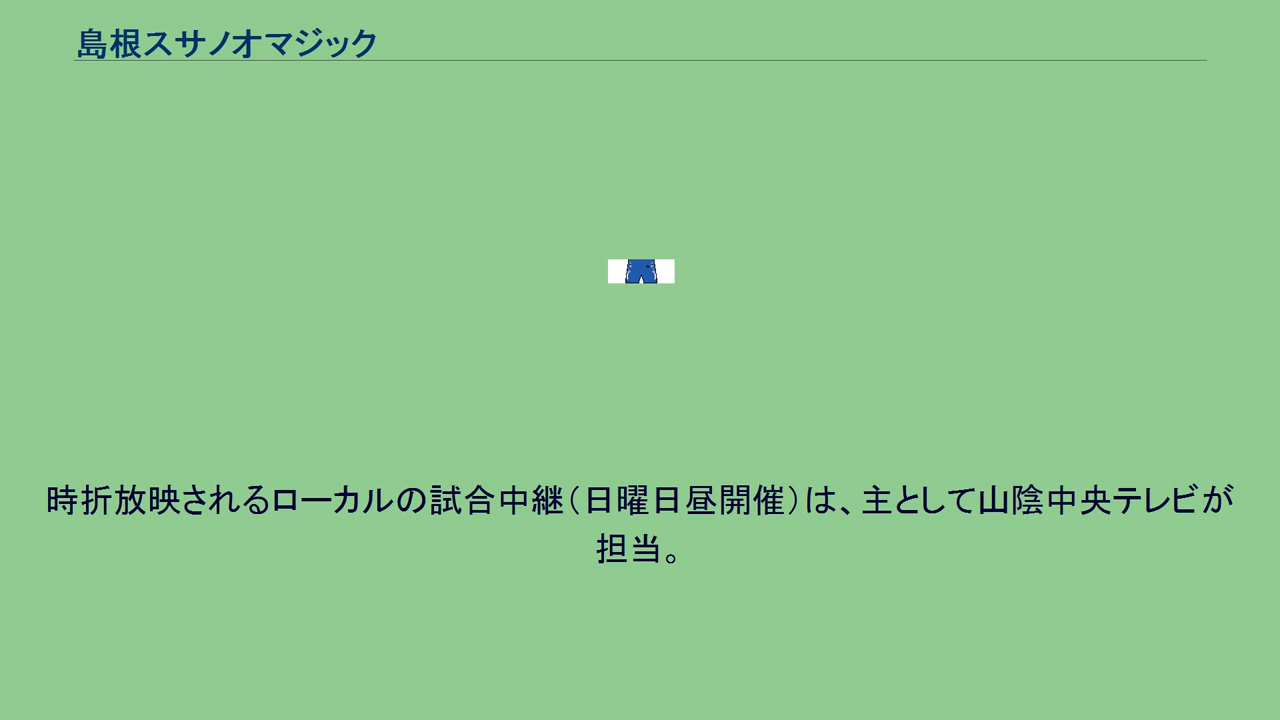 島根スサノオマジック
時折放映されるローカルの試合中継（日曜日昼開催）は、主として山陰中央テレビが
担当。